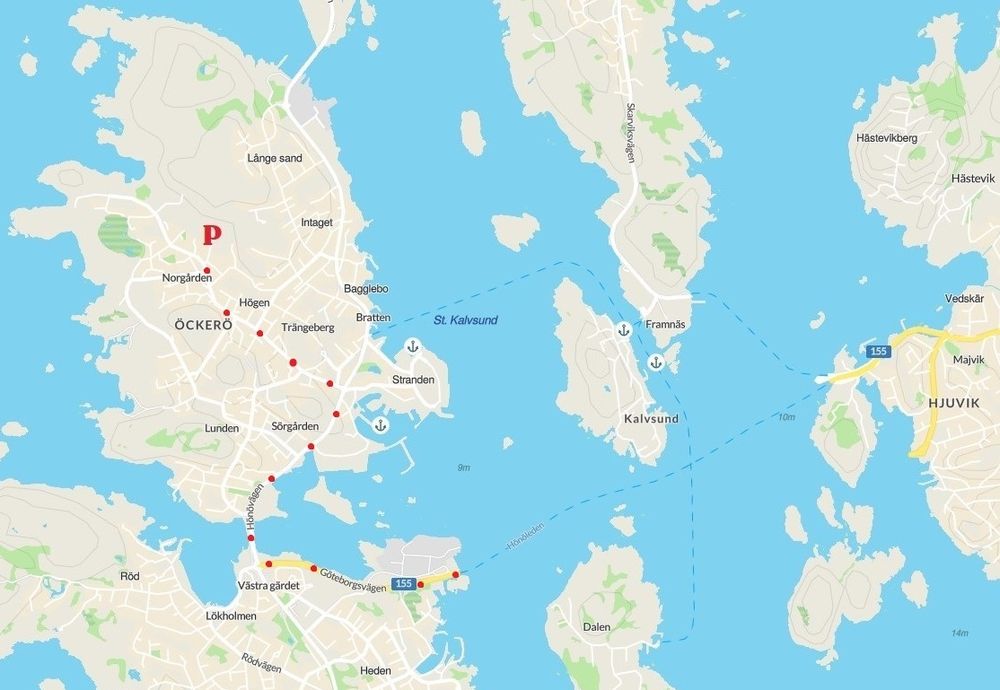 Skarviksvägen
Hästevikberg
Långe sand
Hästevik
Intaget
P
Norgården
Bagglebo
Vedskär
Högen
Bratten
St. Kalvsund
ÖCKERÖ
Trängeberg
Framnäs
155
Majvik
Stranden
HJUVIK
10m
Kalvsund
Lunden
Sörgården
9m
Hönövägen
-Hönöleden
Röd
Västra gärdet
Göteborgsvägen
155
Lökholmen
Dalen
14m
Rödvägen
Heden